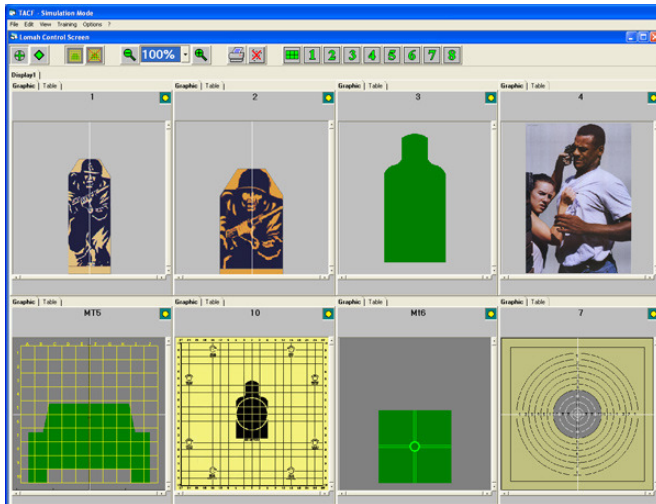 TACF - Simulation Mode
File Edit View Training Options ?
Lomah Control Screen
100% 1 2 3 4 5 6 7 8
Display1
Graphic Table Graphic Table Graphic Table Graphic Table
1 2 3 4
Graphic Table Graphic Table Graphic Table Graphic Table
MT5 10 Mt6 7